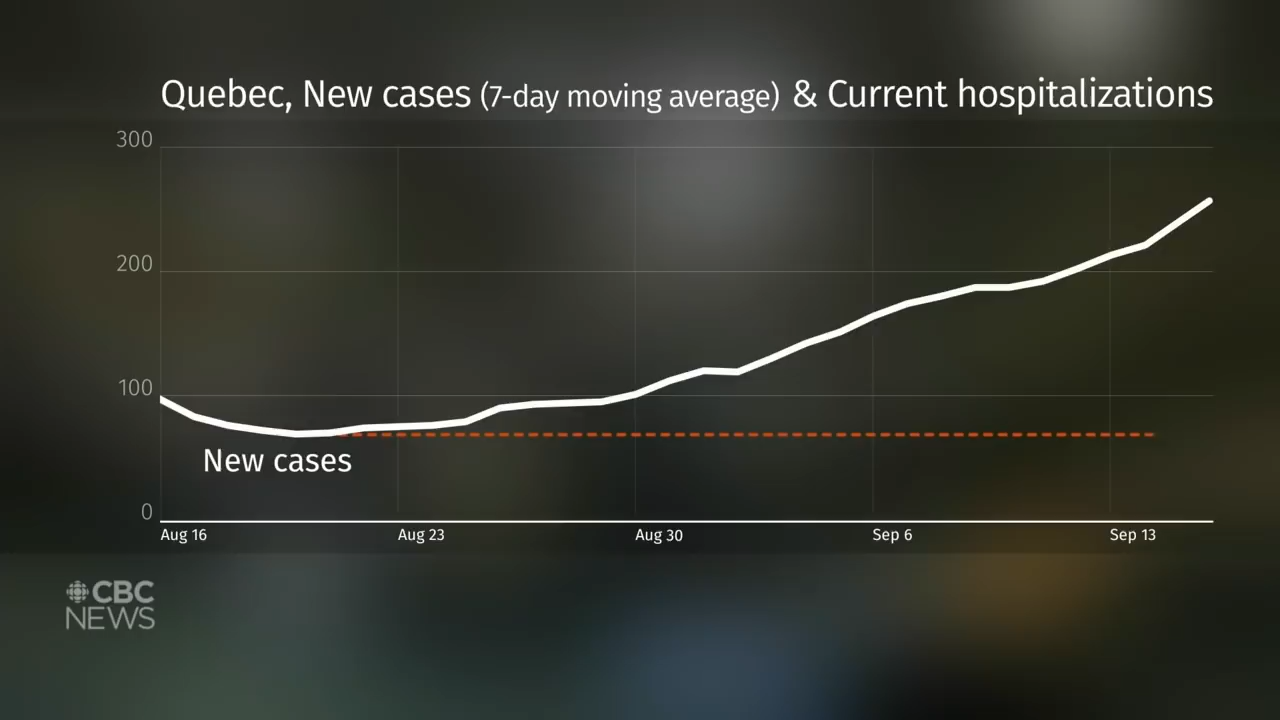 Quebec, New cases (7-day moving average) & Current hospitalizations
300
200
100
0
New cases
Aug 16 Aug 23 Aug 30 Sep 6 Sep 13
CBC
NEWS